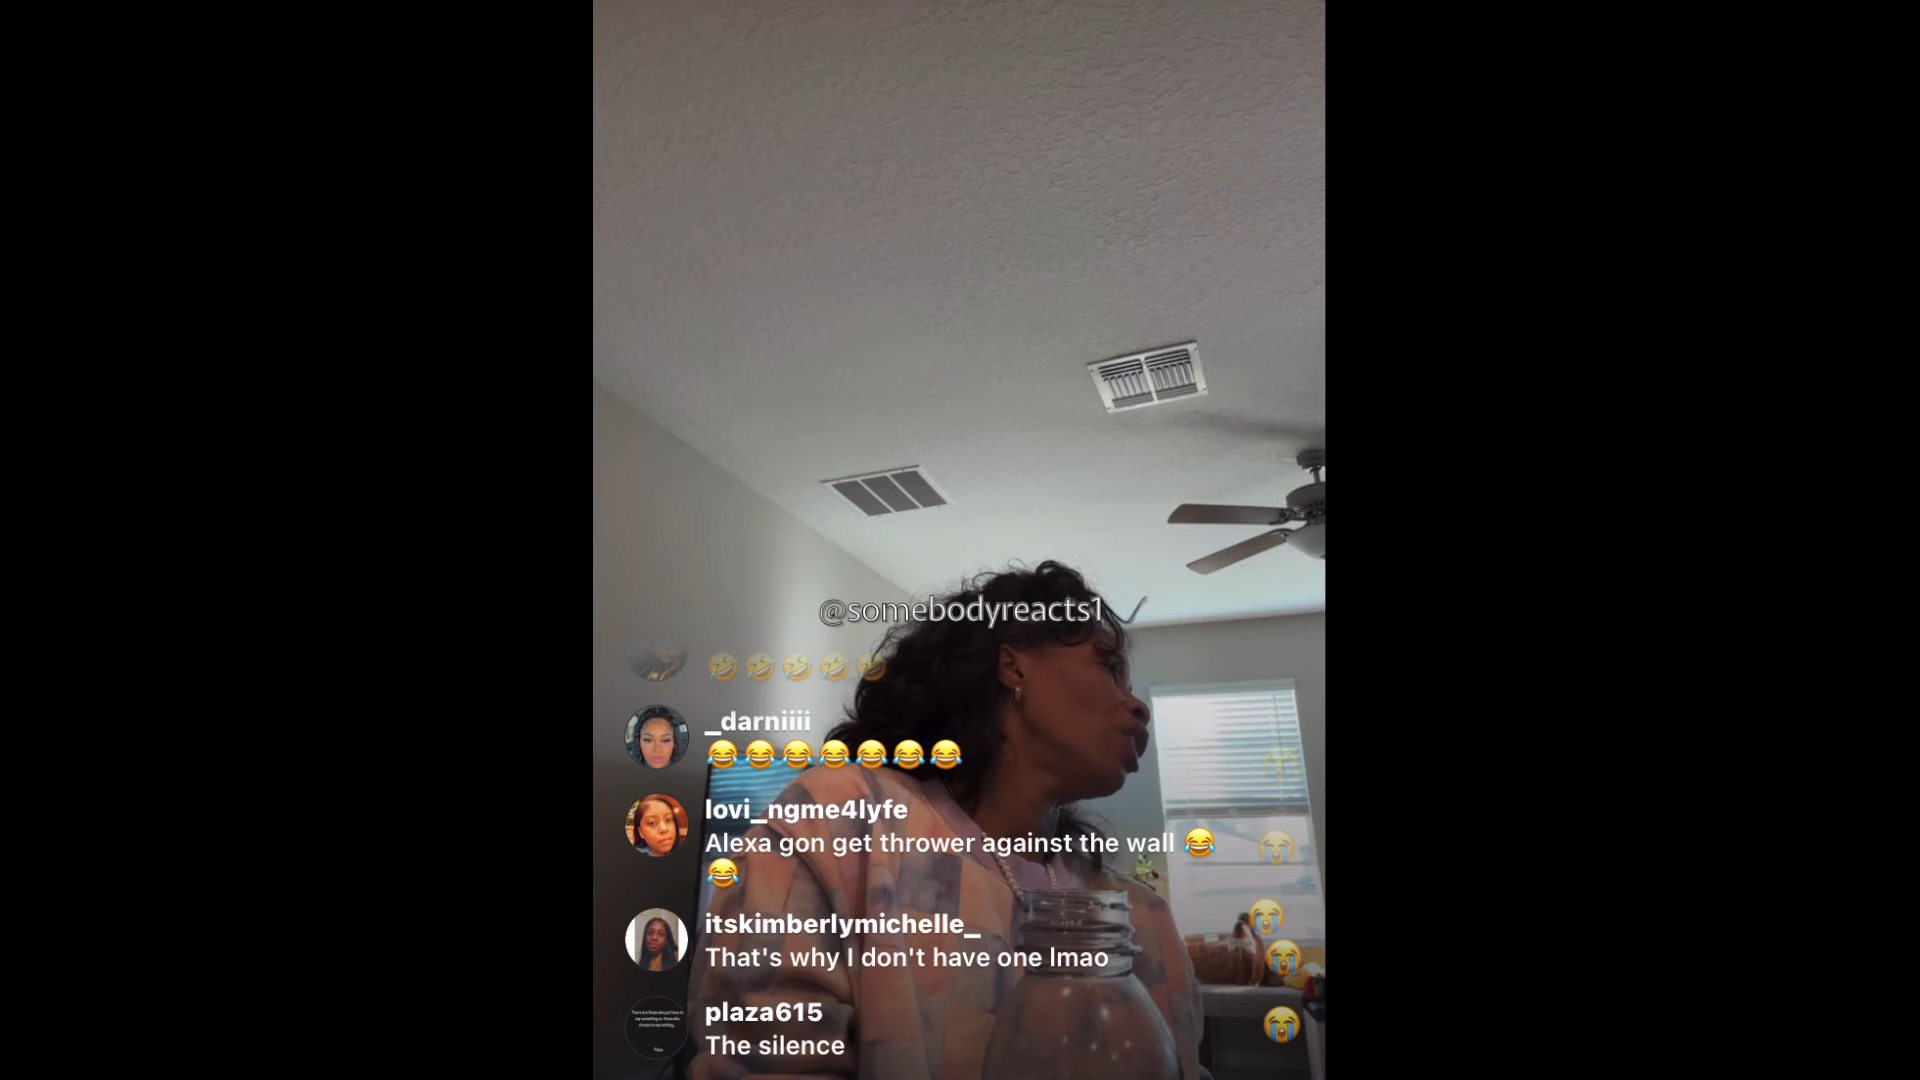 @somebodyreacts1
🤣🤣🤣🤣🤣
_darniiii
😂😂😂😂😂😂😂
lovi_ngme4lyfe
Alexa gon get thrower against the wall 😂
😂
itskimberlymichelle_
That's why I don't have one lmao
plaza615
The silence